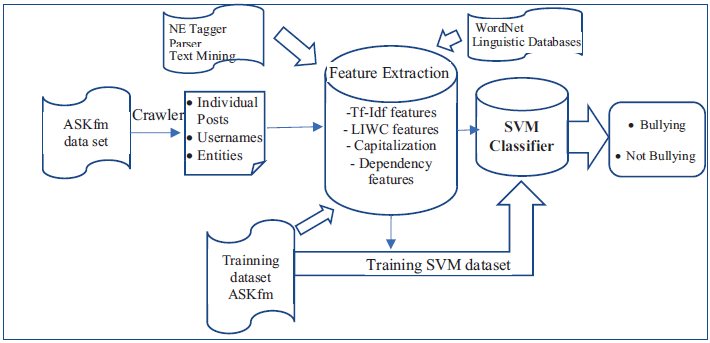 NE Tagger
Parser
Text Mining
WordNet
Linguistic Databases
Feature Extraction
-Tf-Idf features
- LIWC features
- Capitalization
- Dependency
features
ASKfm
data set
Crawler
• Individual
Posts
• Usernames
• Entities
SVM
Classifier
• Bullying
• Not Bullying
Trainning
dataset
ASKfm
Training SVM dataset